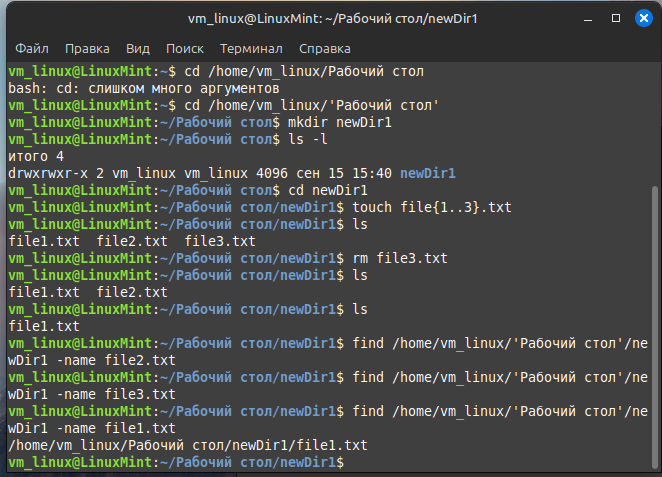 vm_linux@LinuxMint: ~/Рабочий стол/newDir1
Файл Правка Вид Поиск Терминал Справка
vm_linux@LinuxMint:~$ cd /home/vm_linux/Рабочий стол
bash: cd: слишком много аргументов
vm_linux@LinuxMint:~$ cd /home/vm_linux/'Рабочий стол'
vm_linux@LinuxMint:~/Рабочий стол$ mkdir newDir1
vm_linux@LinuxMint:~/Рабочий стол$ ls -l
итого 4
drwxrwxr-x 2 vm_linux vm_linux 4096 сен 15 15:40 newDir1
vm_linux@LinuxMint:~/Рабочий стол$ cd newDir1
vm_linux@LinuxMint:~/Рабочий стол/newDir1$ touch file{1..3}.txt
vm_linux@LinuxMint:~/Рабочий стол/newDir1$ ls
file1.txt  file2.txt  file3.txt
vm_linux@LinuxMint:~/Рабочий стол/newDir1$ rm file3.txt
vm_linux@LinuxMint:~/Рабочий стол/newDir1$ ls
file1.txt  file2.txt
vm_linux@LinuxMint:~/Рабочий стол/newDir1$ ls
file1.txt
vm_linux@LinuxMint:~/Рабочий стол/newDir1$ find /home/vm_linux/'Рабочий стол'/ne
wDir1 -name file2.txt
vm_linux@LinuxMint:~/Рабочий стол/newDir1$ find /home/vm_linux/'Рабочий стол'/ne
wDir1 -name file3.txt
vm_linux@LinuxMint:~/Рабочий стол/newDir1$ find /home/vm_linux/'Рабочий стол'/ne
wDir1 -name file1.txt
/home/vm_linux/Рабочий стол/newDir1/file1.txt
vm_linux@LinuxMint:~/Рабочий стол/newDir1$